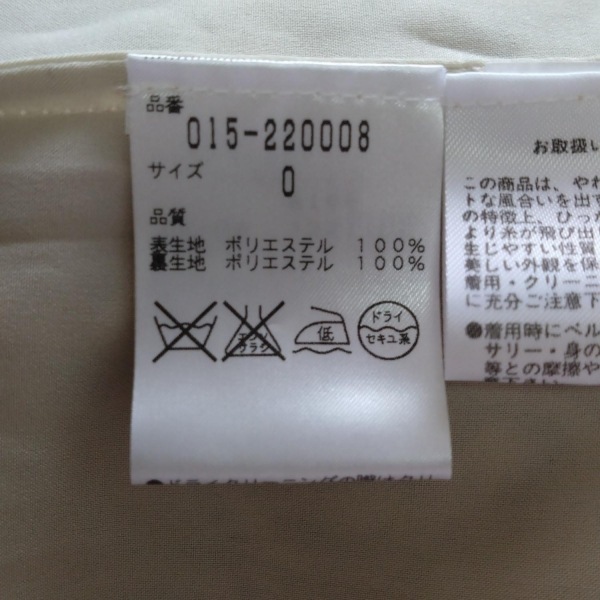 品番
015-220008
サイズ
0
品質
表生地 ポリエステル 100%
裏生地 ポリエステル 100%
エンソ
サラシ
低
ドライ
セキユ系
お取扱い
この商品は、やわ
トな風合いを出す
の特徴上、ひっか
より糸が飛び出
生じやすい性質
美しい外観を保
着用・クリーニ
に充分ご注意下
●着用時にベル
サリー・身の
等との摩擦や